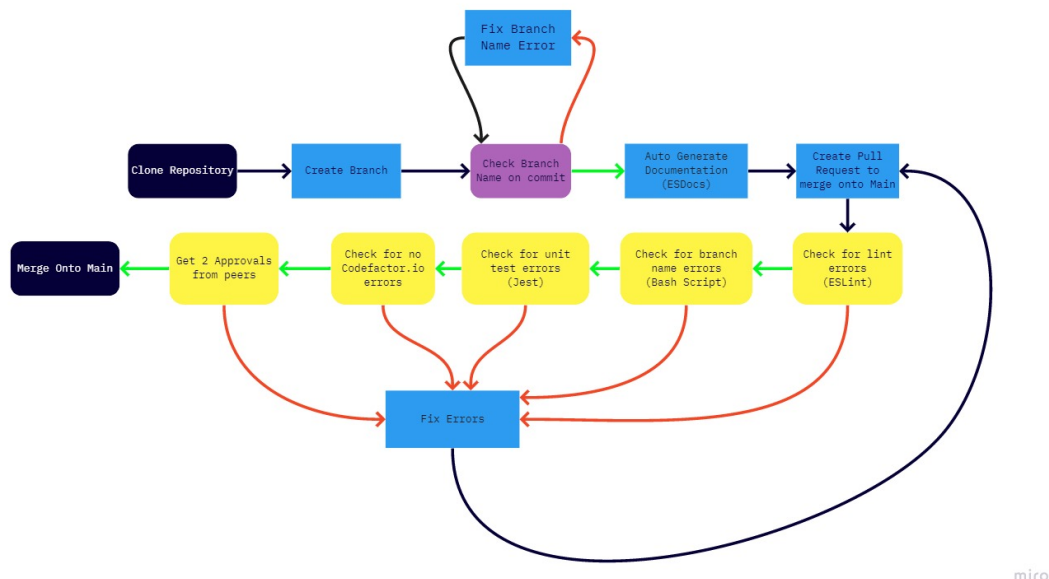 Fix Branch
Name Error
Clone Repository
Create Branch
Check Branch
Name on commit
Auto Generate
Documentation
(ESDocs)
Create Pull
Request to
merge onto Main
Merge Onto Main
Get 2 Approvals
from peers
Check for no
Codefactor.io
errors
Check for unit
test errors
(Jest)
Check for branch
name errors
(Bash Script)
Check for lint
errors
(ESLint)
Fix Errors
miro